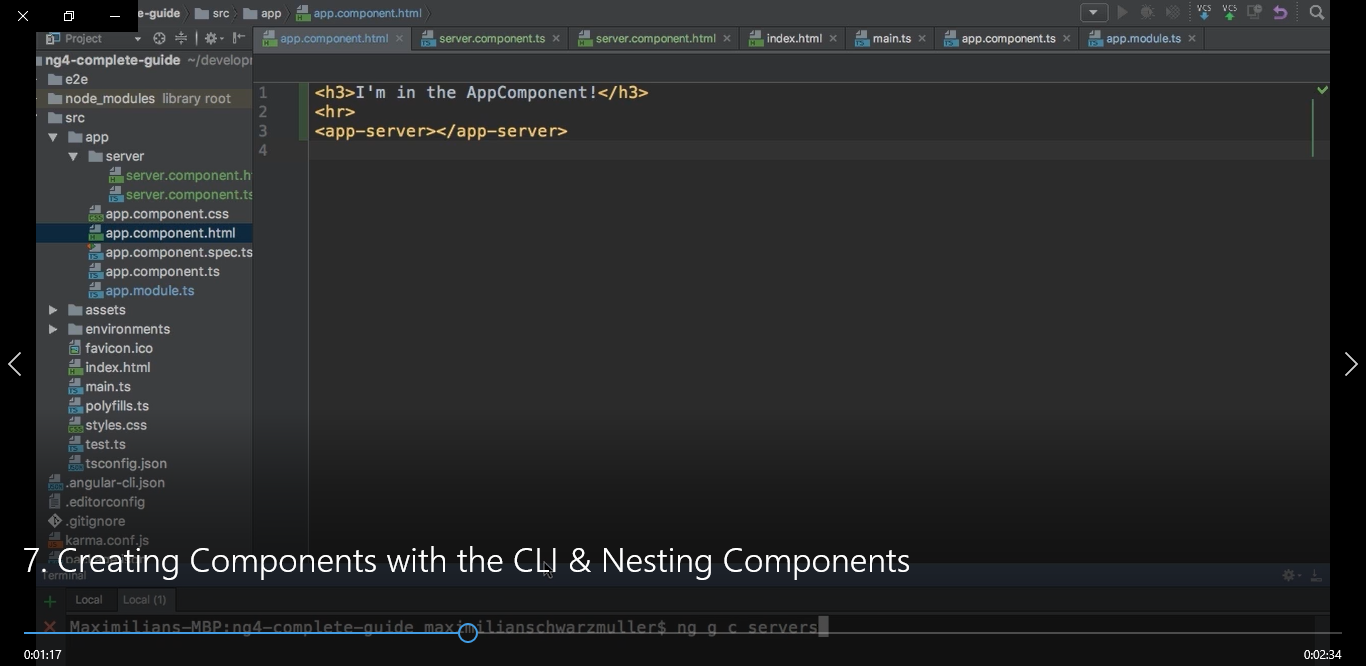 e-guide src app app.component.html
Project
app.component.html server.component.ts server.component.html index.html main.ts app.component.ts app.module.ts
ng4-complete-guide ~/develop
e2e
node_modules library root
src
app
server
server.component.h
server.component.ts
app.component.css
app.component.html
app.component.spec.ts
app.component.ts
app.module.ts
assets
environments
favicon.ico
index.html
main.ts
polyfills.ts
styles.css
test.ts
tsconfig.json
.angular-cli.json
.editorconfig
.gitignore
karma.conf.js
1 <h3>I'm in the AppComponent!</h3>
2 <hr>
3 <app-server></app-server>
4
VCS VCS
7. Creating Components with the CLI & Nesting Components
Terminal
Local Local (1)
Maximilians-MBP:ng4-complete-guide maximilianschwarzmuller$ ng g c servers
0:01:17 0:02:34